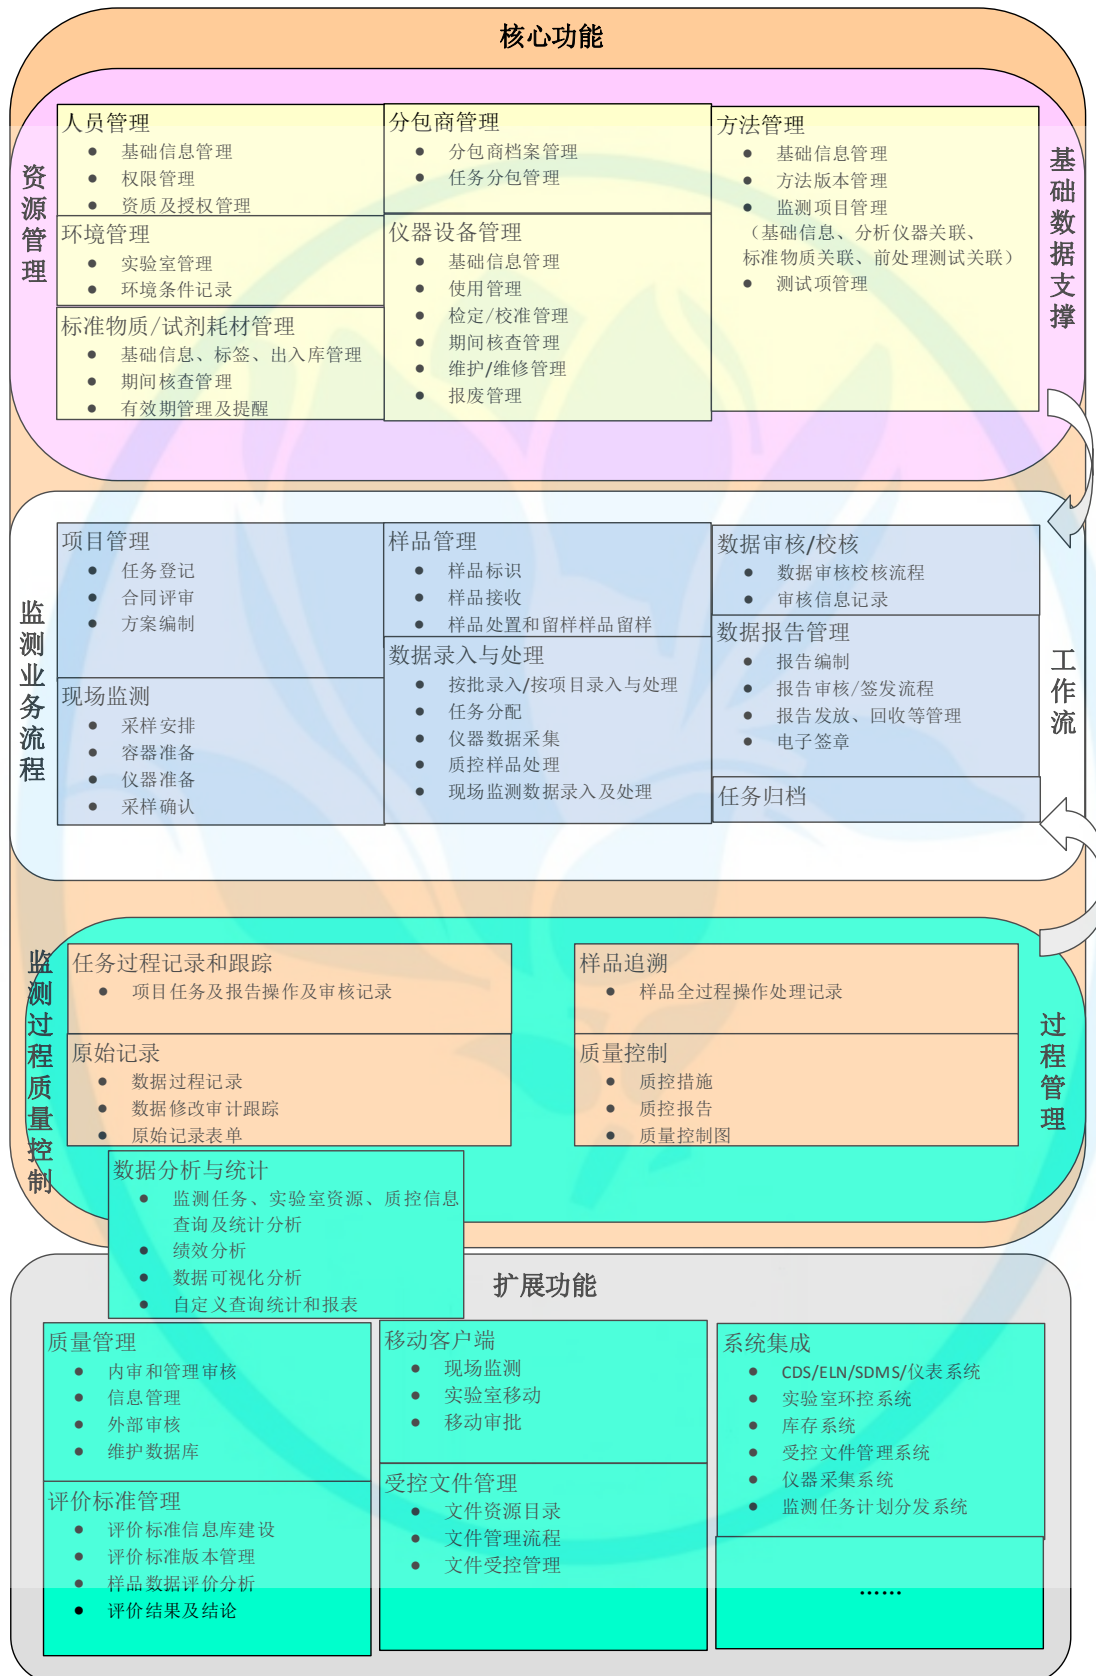 核心功能
资源管理
人员管理
基础信息管理
权限管理
资质及授权管理
环境管理
实验室管理
环境条件记录
标准物质/试剂耗材管理
基础信息、标签、出入库管理
期间核查管理
有效期管理及提醒
分包商管理
分包商档案管理
任务分包管理
仪器设备管理
基础信息管理
使用管理
检定/校准管理
期间核查管理
维护/维修管理
报废管理
方法管理
基础信息管理
方法版本管理
监测项目管理
（基础信息、分析仪器关联、
标准物质关联、前处理测试关联）
测试项管理
基础数据支撑
监测业务流程
项目管理
任务登记
合同评审
方案编制
现场监测
采样安排
容器准备
仪器准备
采样确认
样品管理
样品标识
样品接收
样品处置和留样样品留样
数据录入与处理
按批录入/按项目录入与处理
任务分配
仪器数据采集
质控样品处理
现场监测数据录入及处理
数据审核/校核
数据审核校核流程
审核信息记录
数据报告管理
报告编制
报告审核/签发流程
报告发放、回收等管理
电子签章
任务归档
工作流
监测过程质量控制
任务过程记录和跟踪
项目任务及报告操作及审核记录
原始记录
数据过程记录
数据修改审计跟踪
原始记录表单
样品追溯
样品全过程操作处理记录
质量控制
质控措施
质控报告
质量控制图
过程管理
数据分析与统计
监测任务、实验室资源、质控信息
查询及统计分析
绩效分析
数据可视化分析
自定义查询统计和报表
扩展功能
质量管理
内审和管理审核
信息管理
外部审核
维护数据库
评价标准管理
评价标准信息库建设
评价标准版本管理
样品数据评价分析
评价结果及结论
移动客户端
现场监测
实验室移动
移动审批
受控文件管理
文件资源目录
文件管理流程
文件受控管理
系统集成
CDS/ELN/SDMS/仪表系统
实验室环控系统
库存系统
受控文件管理系统
仪器采集系统
监测任务计划分发系统
……